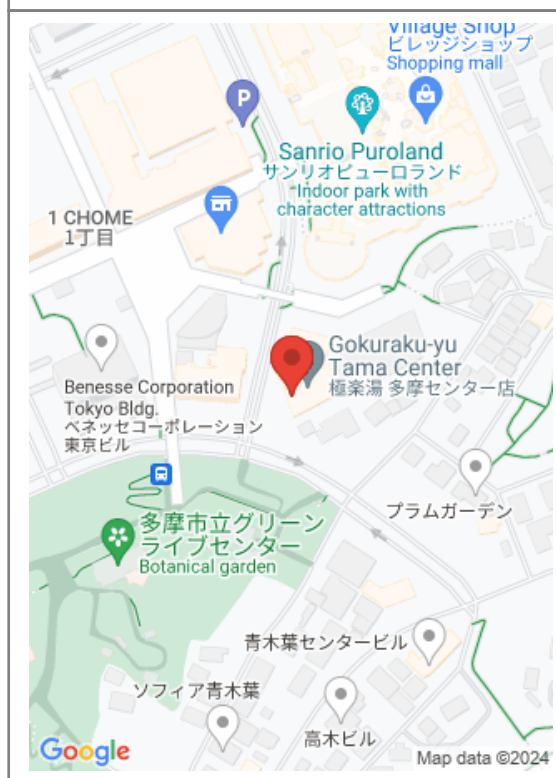 Village Shop
ビレッジショップ
Shopping mall
P
Sanrio Puroland
サンリオピューロランド
Indoor park with
character attractions
1 CHOME
1丁目
Gokuraku-yu
Tama Center
極楽湯 多摩センター店
Benesse Corporation
Tokyo Bldg.
ベネッセコーポレーション
東京ビル
プラムガーデン
多摩市立グリーン
ライブセンター
Botanical garden
青木葉センタービル
ソフィア青木葉
高木ビル
Google
Map data ©2024